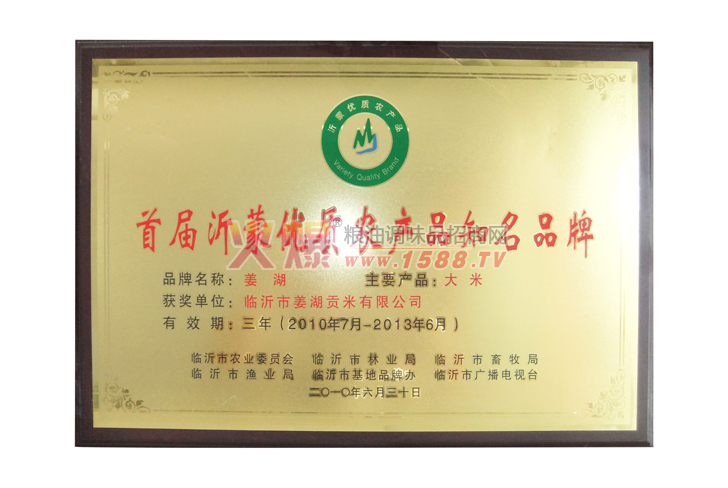 沂蒙优质农产品
Variety Quality Brand
首届沂蒙优质农产品知名品牌
火爆®粮油调味品招商网
www.1588.TV
品牌名称：姜湖 主要产品：大米
获奖单位：临沂市姜湖贡米有限公司
有效期：三年（2010年7月-2013年6月）
临沂市农业委员会 临沂市林业局 临沂市畜牧局
临沂市渔业局 临沂市基地品牌办 临沂市广播电视台
二〇一〇年六月三十日